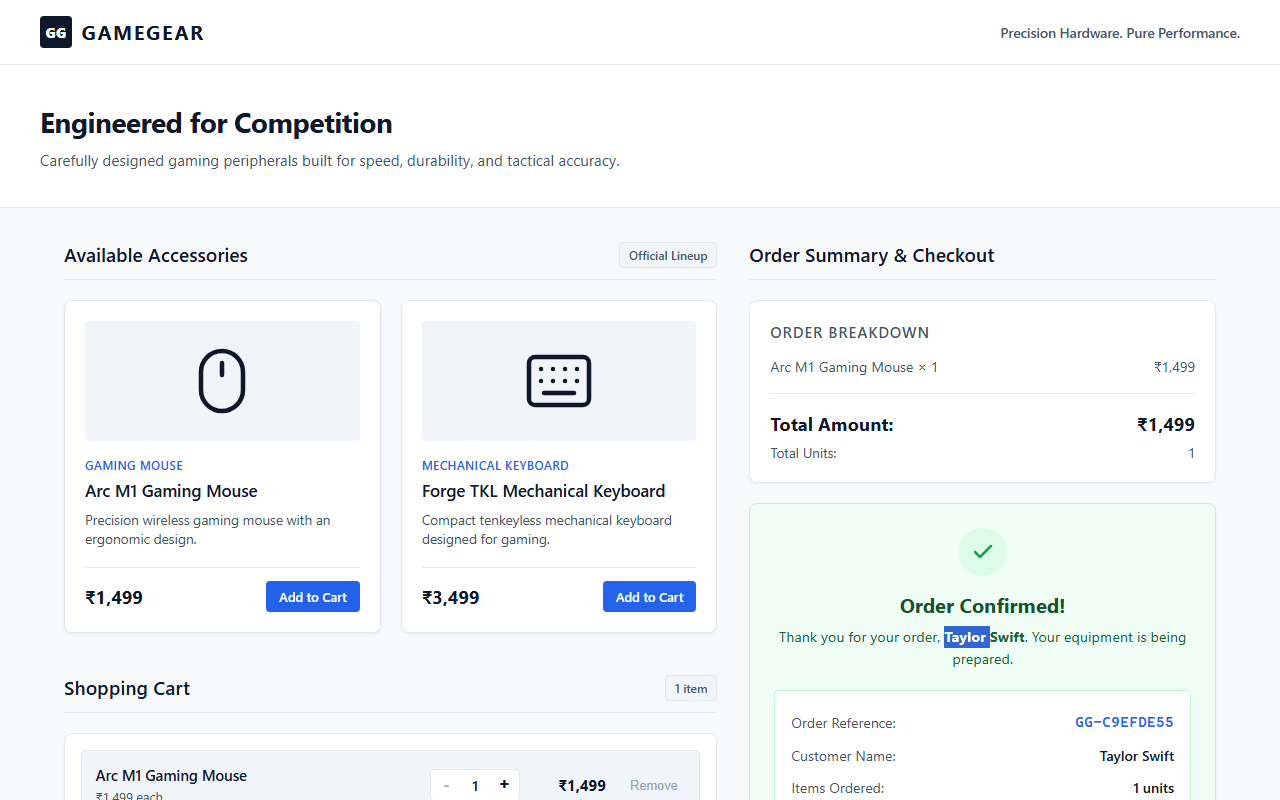 GG GAMEGEAR
Precision Hardware. Pure Performance.
Engineered for Competition
Carefully designed gaming peripherals built for speed, durability, and tactical accuracy.
Available Accessories
Official Lineup
GAMING MOUSE
Arc M1 Gaming Mouse
Precision wireless gaming mouse with an
ergonomic design.
₹1,499
Add to Cart
MECHANICAL KEYBOARD
Forge TKL Mechanical Keyboard
Compact tenkeyless mechanical keyboard
designed for gaming.
₹3,499
Add to Cart
Shopping Cart
1 item
Arc M1 Gaming Mouse
₹1,499 each
- 1 +
₹1,499
Remove
Order Summary & Checkout
ORDER BREAKDOWN
Arc M1 Gaming Mouse × 1 ₹1,499
Total Amount: ₹1,499
Total Units: 1
Order Confirmed!
Thank you for your order, Taylor Swift. Your equipment is being
prepared.
Order Reference: GG-C9EFDE55
Customer Name: Taylor Swift
Items Ordered: 1 units